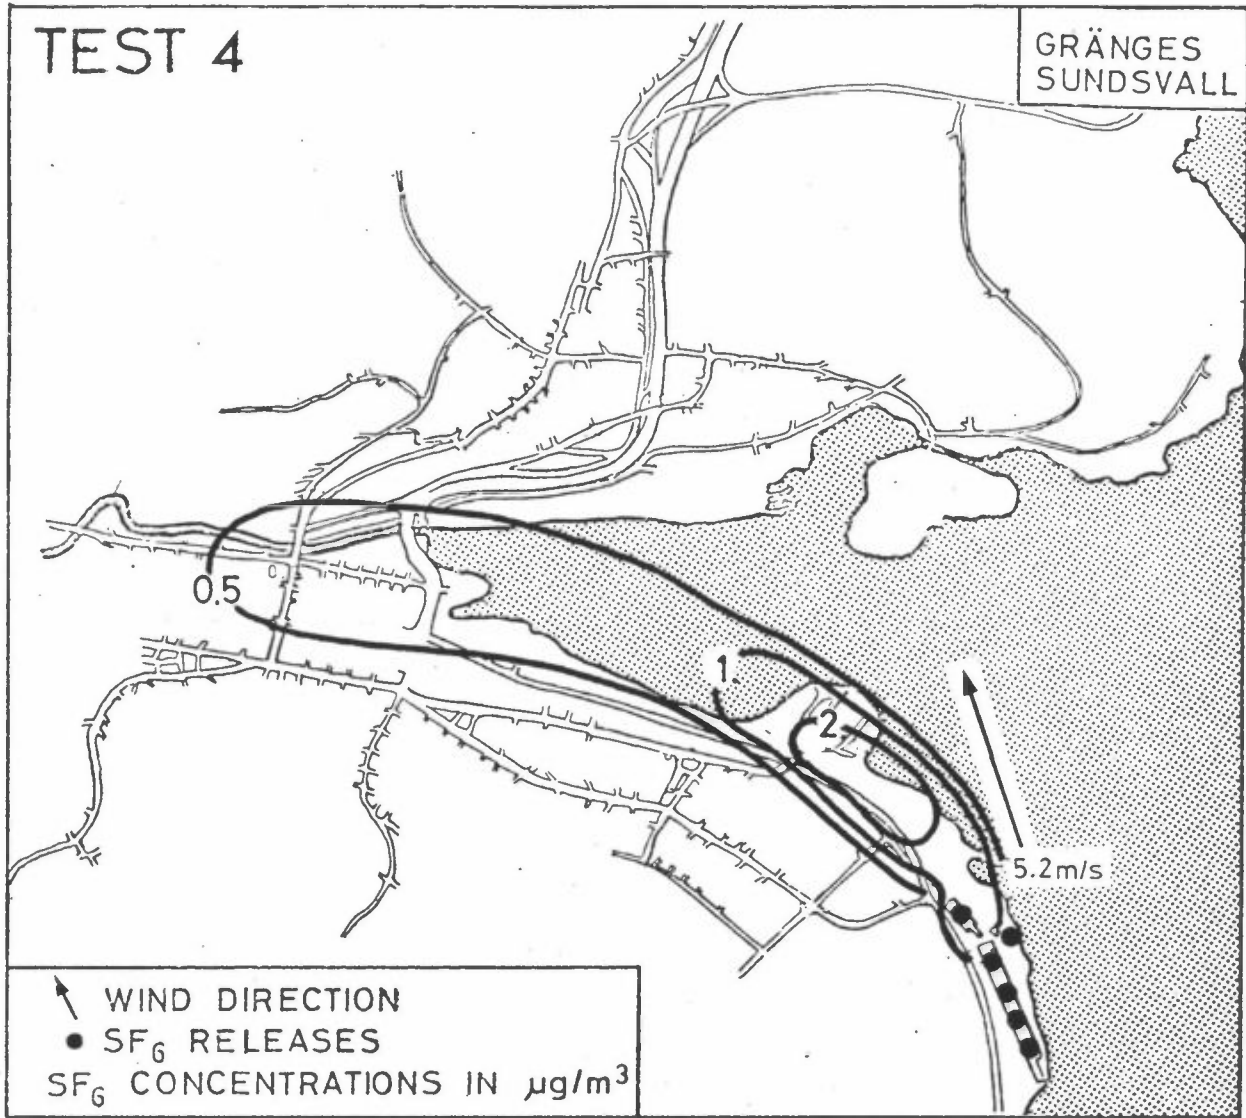 TEST 4
GRÄNGES
SUNDSVALL
0.5
1.
2
5.2m/s
WIND DIRECTION
SF₆ RELEASES
SF₆ CONCENTRATIONS IN µg/m³